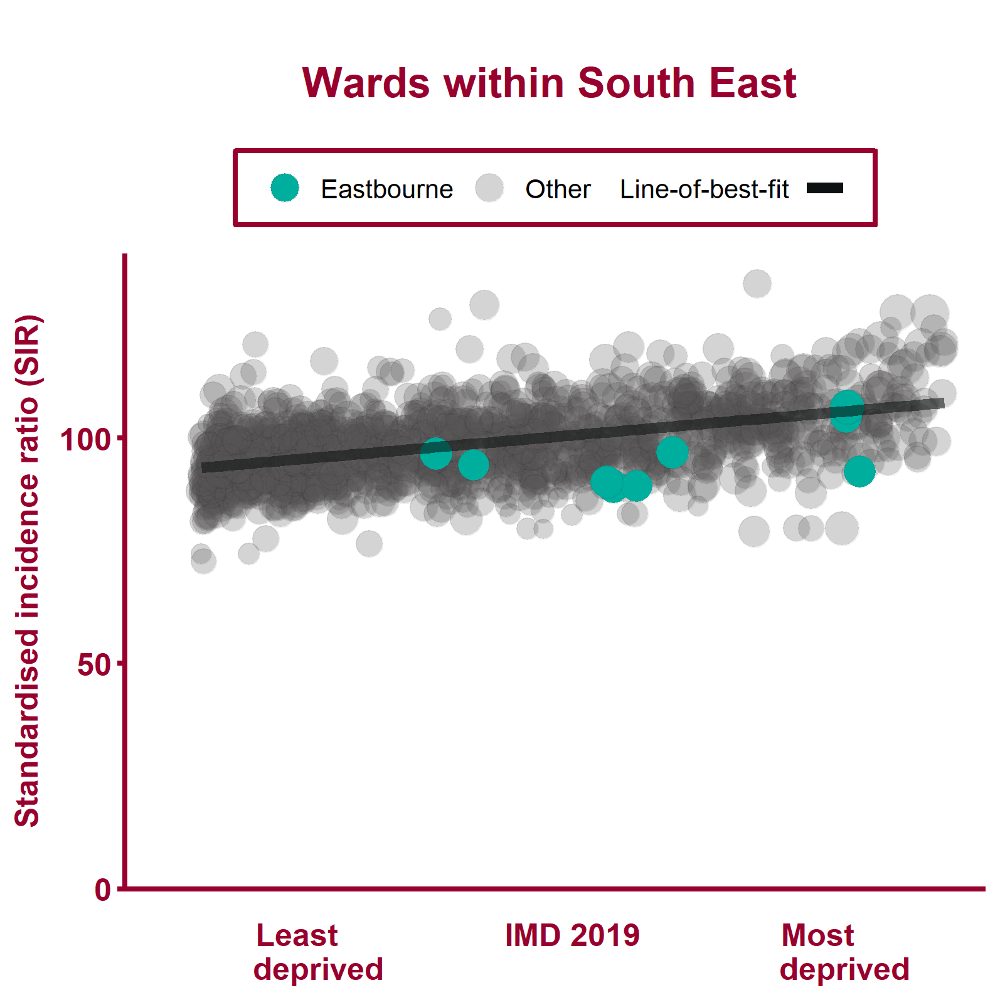 Wards within South East
Eastbourne Other Line-of-best-fit
Standardised incidence ratio (SIR)
100
50
0
Least deprived
IMD 2019
Most deprived